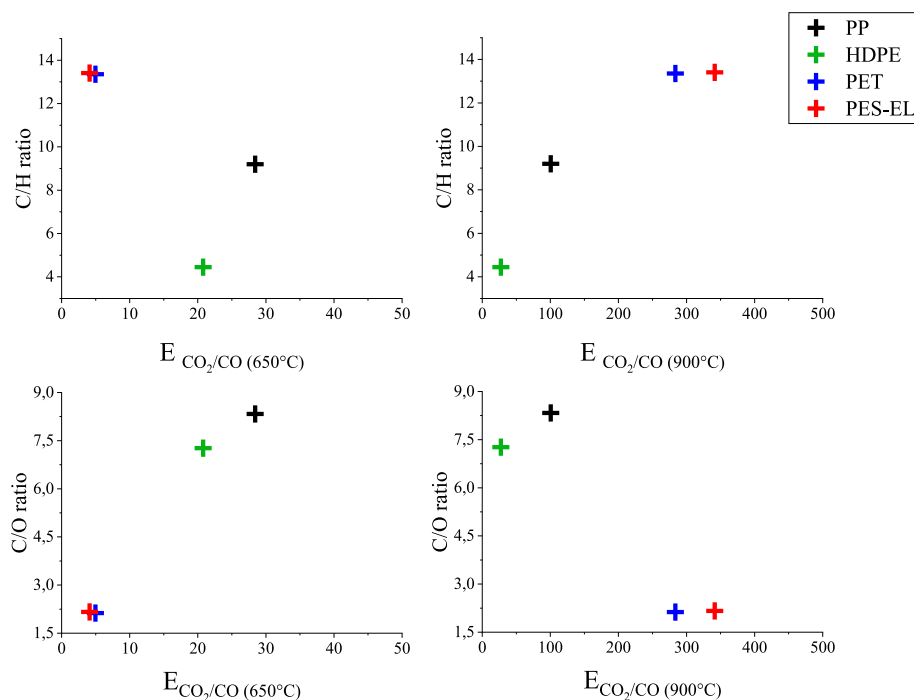 PP
HDPE
PET
PES-EL
C/H ratio
14
12
10
8
6
4
0 10 20 30 40 50
E CO₂/CO (650°C)
C/H ratio
14
12
10
8
6
4
0 100 200 300 400 500
E CO₂/CO (900°C)
C/O ratio
9,0
7,5
6,0
4,5
3,0
1,5
0 10 20 30 40 50
E CO₂/CO (650°C)
C/O ratio
9,0
7,5
6,0
4,5
3,0
1,5
0 100 200 300 400 500
E CO₂/CO (900°C)